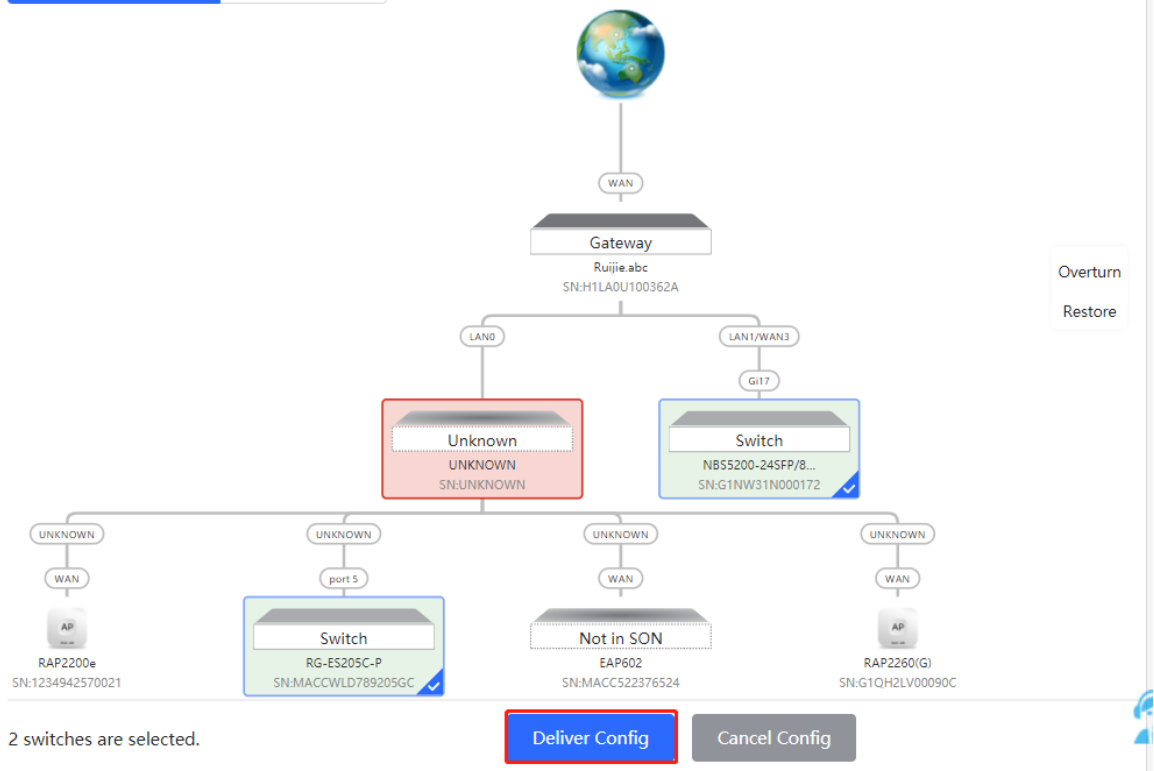 WAN
Gateway
Ruijie.abc
SN:H1LA0U100362A
Overturn
Restore
LAN0
LAN1/WAN3
Gi17
Unknown
UNKNOWN
SN:UNKNOWN
Switch
NBS5200-24SFP/8...
SN:G1NW31N000172
UNKNOWN
UNKNOWN
UNKNOWN
UNKNOWN
WAN
port 5
WAN
WAN
AP
RAP2200e
SN:1234942570021
Switch
RG-ES205C-P
SN:MACCWLD789205GC
Not in SON
EAP602
SN:MACC522376524
AP
RAP2260(G)
SN:G1QH2LV00090C
2 switches are selected.
Deliver Config
Cancel Config